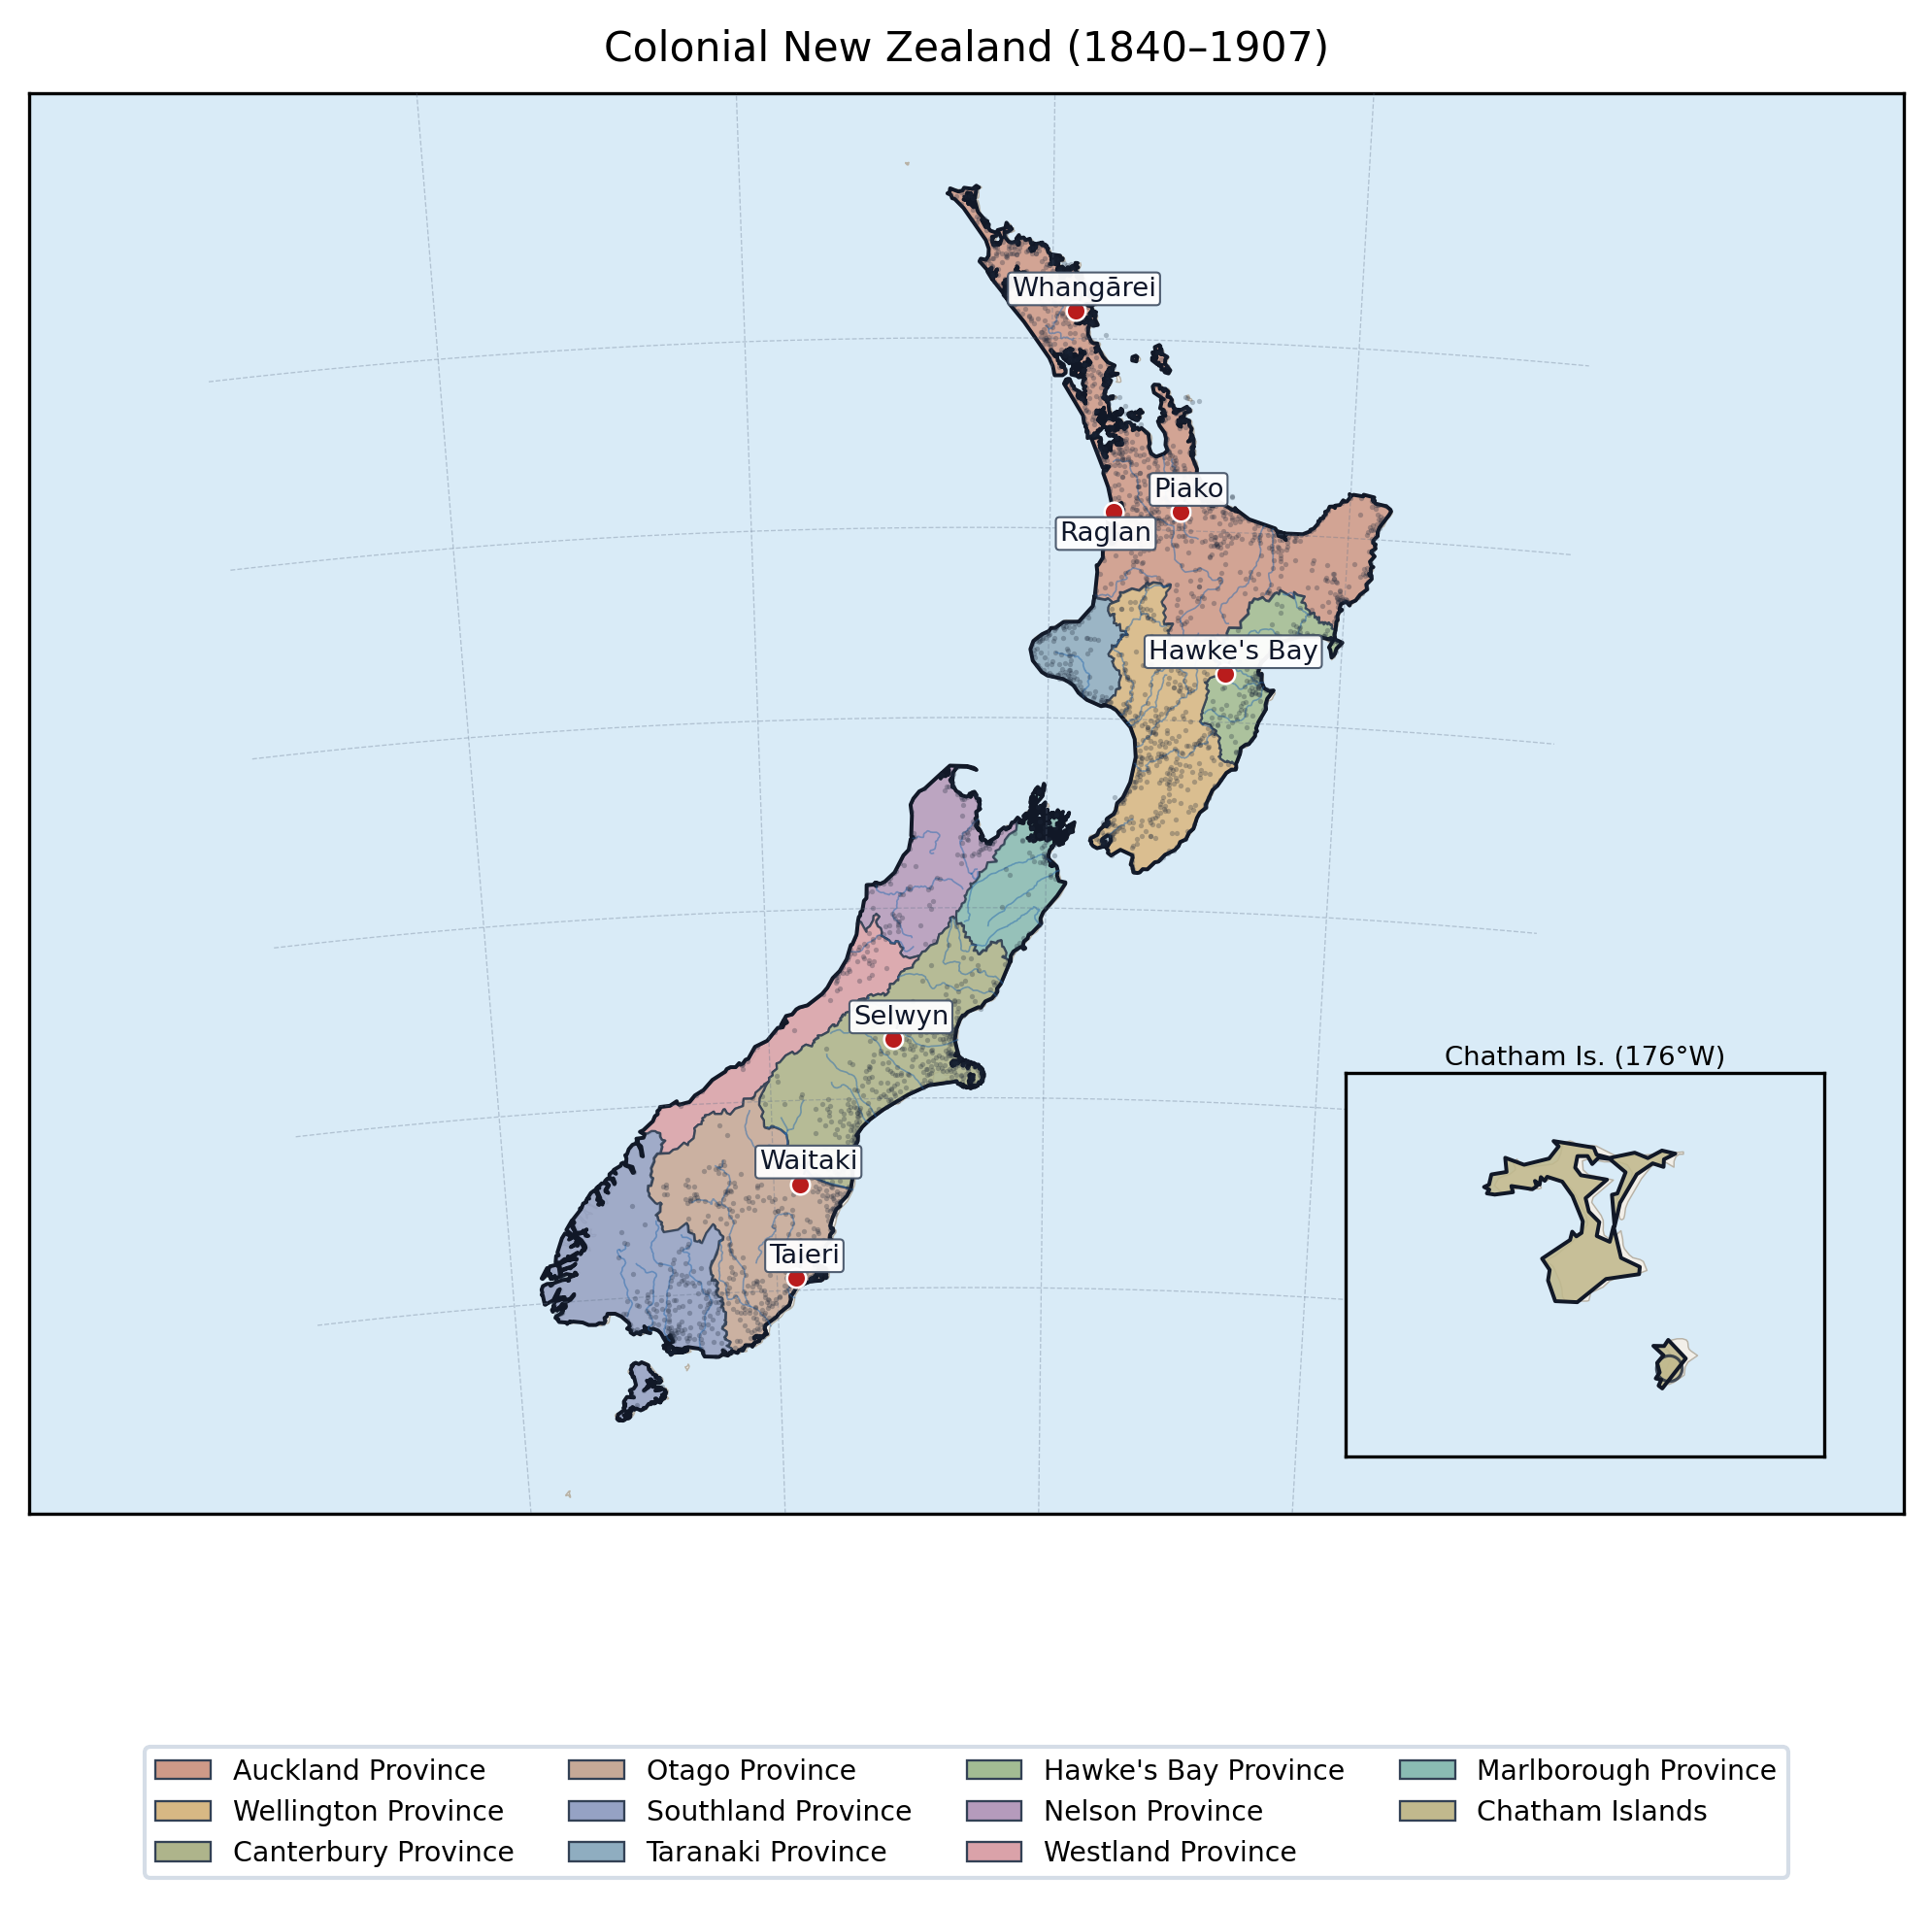 Colonial New Zealand (1840–1907)
Whangārei
Piako
Raglan
Hawke's Bay
Selwyn
Chatham Is. (176°W)
Waitaki
Taieri
Auckland Province
Wellington Province
Canterbury Province
Otago Province
Southland Province
Taranaki Province
Hawke's Bay Province
Nelson Province
Westland Province
Marlborough Province
Chatham Islands